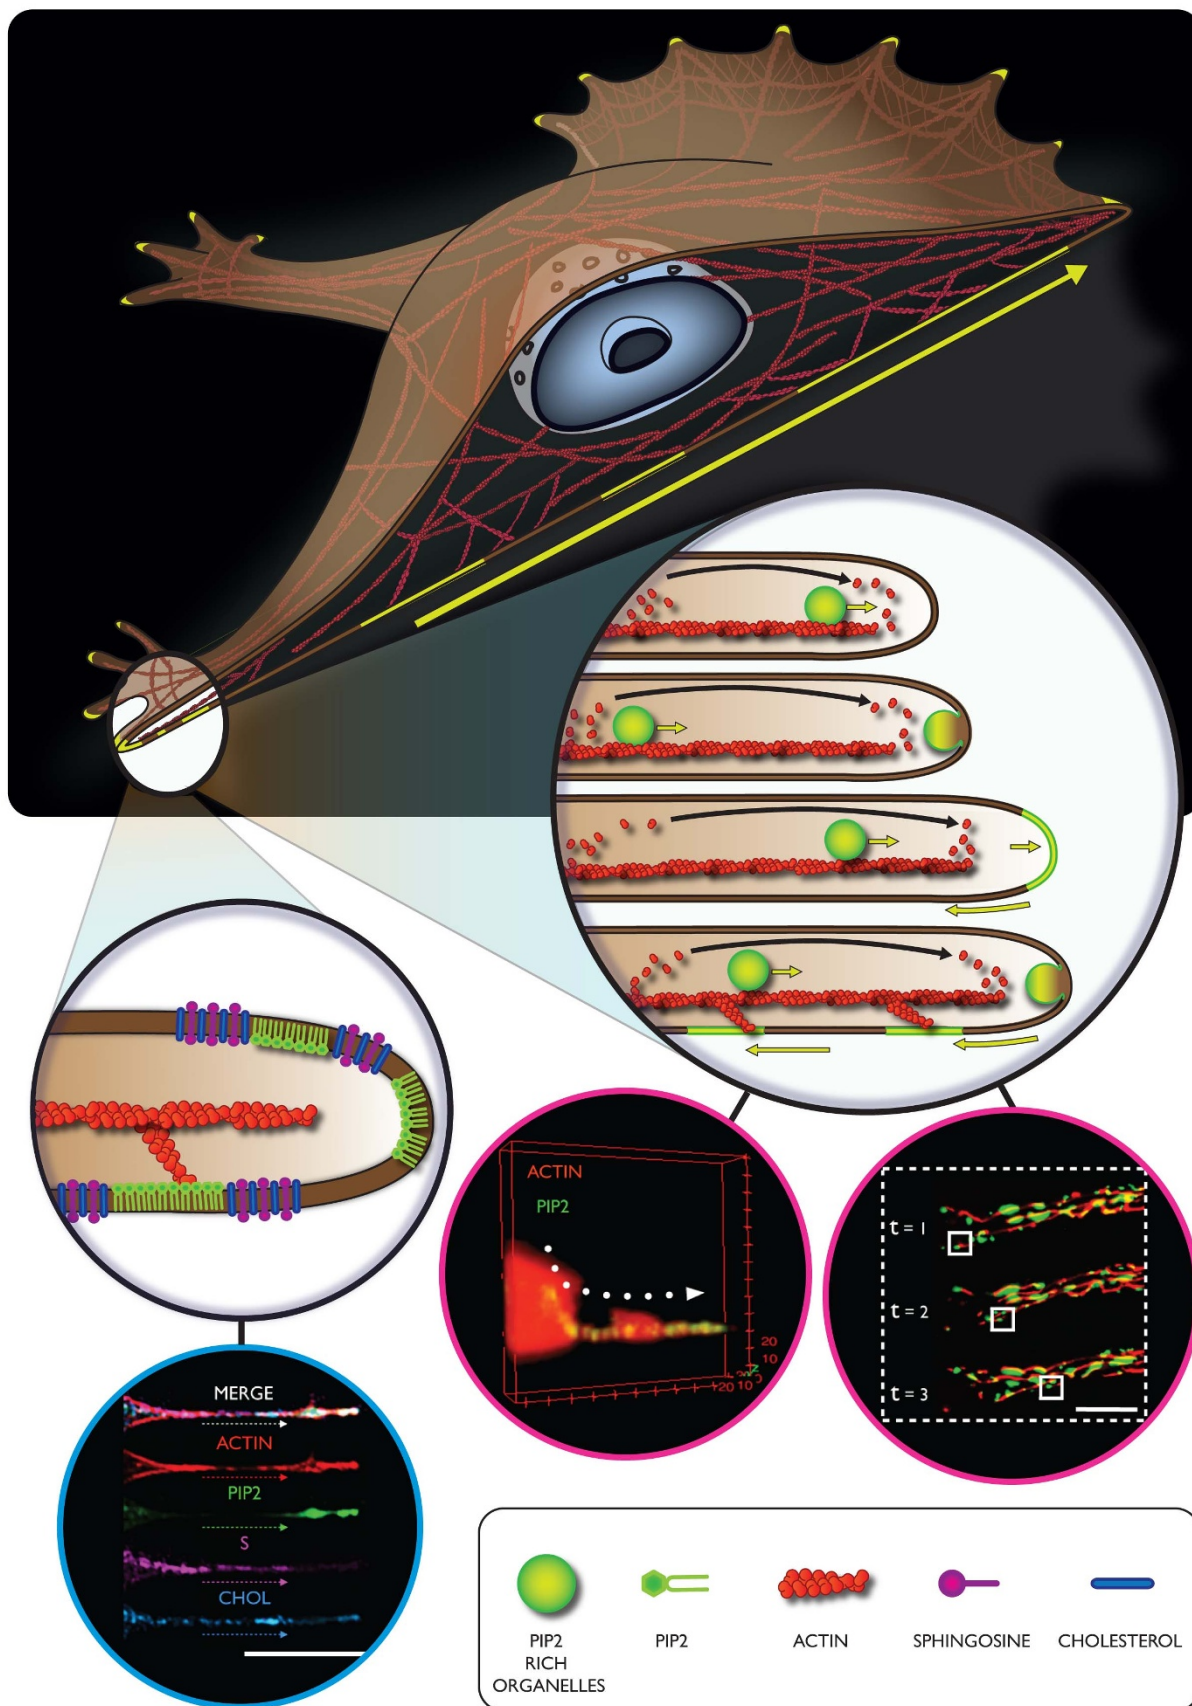 ACTIN
PIP2
20
10
20
10
t = 1
t = 2
t = 3
MERGE
ACTIN
PIP2
S
CHOL
PIP2
RICH
ORGANELLES
PIP2
ACTIN
SPHINGOSINE
CHOLESTEROL